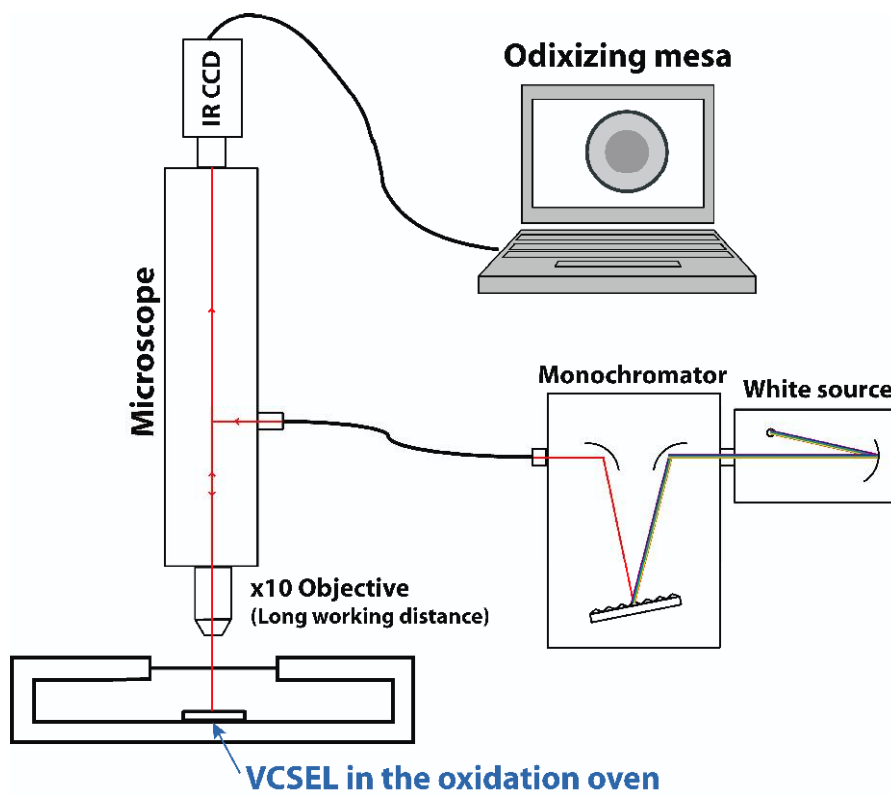 IR CCD
Odixizing mesa
Microscope
Monochromator
White source
x10 Objective
(Long working distance)
VCSEL in the oxidation oven